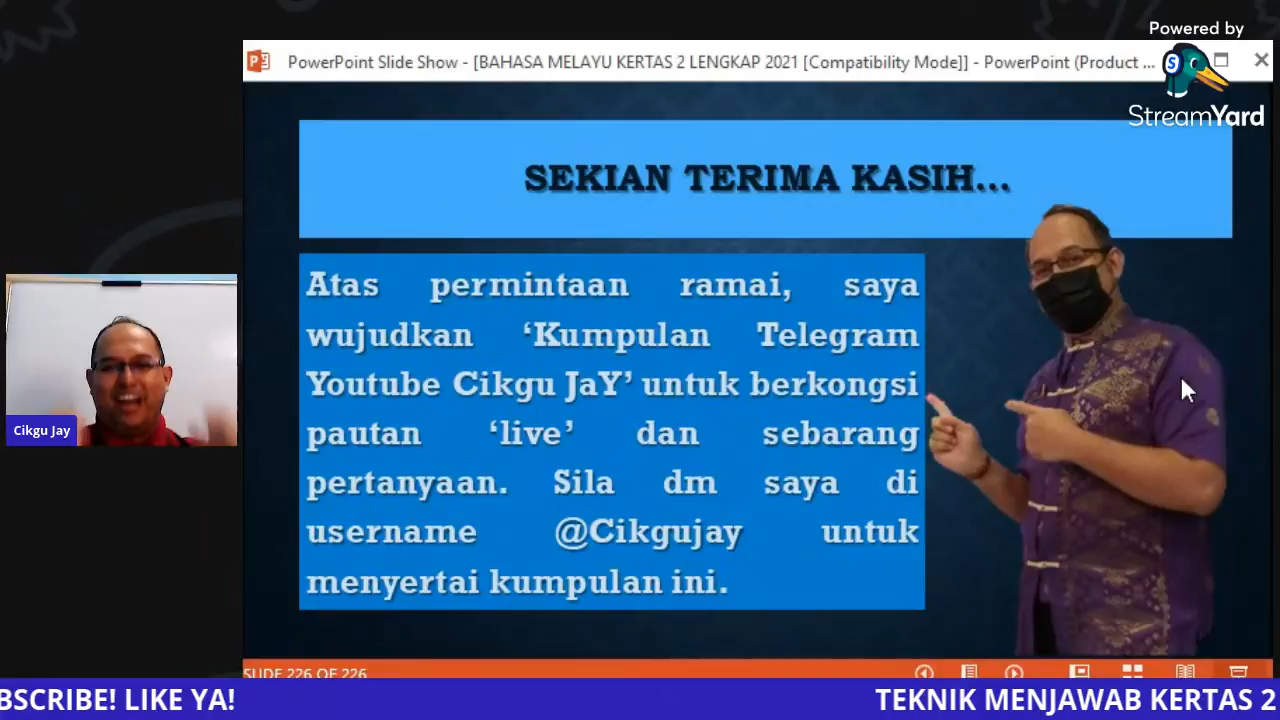 Powered by
PowerPoint Slide Show - [BAHASA MELAYU KERTAS 2 LENGKAP 2021 [Compatibility Mode]] - PowerPoint (Product ...
StreamYard
SEKIAN TERIMA KASIH...
Atas permintaan ramai, saya
wujudkan ‘Kumpulan Telegram
Youtube Cikgu JaY’ untuk berkongsi
pautan ‘live’ dan sebarang
pertanyaan. Sila dm saya di
username @Cikgujay untuk
menyertai kumpulan ini.
Cikgu Jay
SLIDE 226 OF 226
BSCRIBE! LIKE YA!
TEKNIK MENJAWAB KERTAS 2